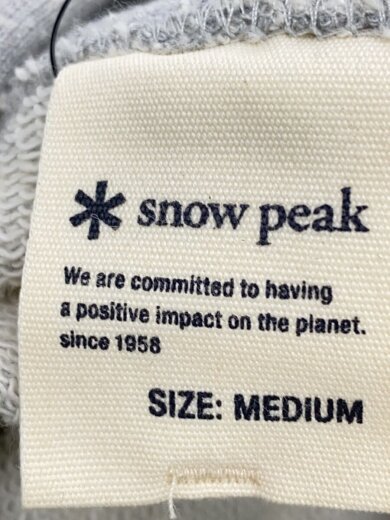 snow peak
We are committed to having
a positive impact on the planet.
since 1958
SIZE: MEDIUM